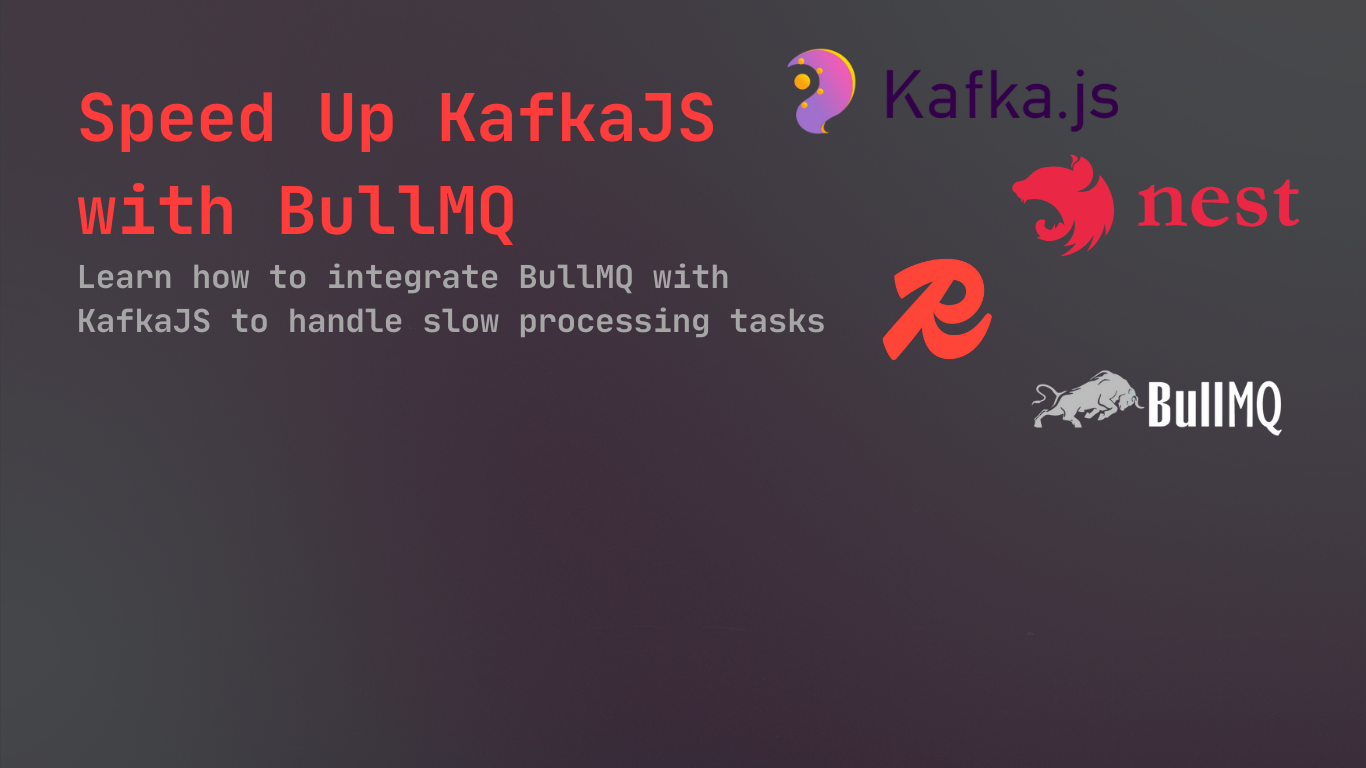 Speed Up KafkaJS
with BullMQ
Learn how to integrate BullMQ with
KafkaJS to handle slow processing tasks
Kafka.js
nest
R
BullMQ